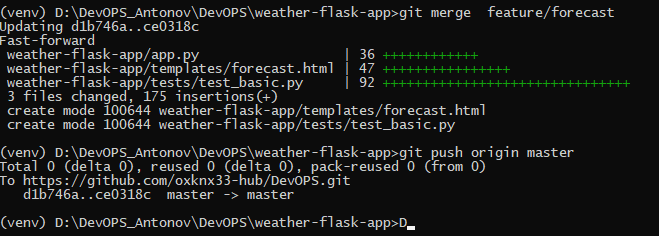 (venv) D:\DevOPS_Antonov\DevOPS\weather-flask-app>git merge  feature/forecast
Updating d1b746a..ce0318c
Fast-forward
 weather-flask-app/app.py                  | 36 ++++++++++++
 weather-flask-app/templates/forecast.html | 47 ++++++++++++++++
 weather-flask-app/tests/test_basic.py     | 92 +++++++++++++++++++++++++++++++
 3 files changed, 175 insertions(+)
 create mode 100644 weather-flask-app/templates/forecast.html
 create mode 100644 weather-flask-app/tests/test_basic.py
(venv) D:\DevOPS_Antonov\DevOPS\weather-flask-app>git push origin master
Total 0 (delta 0), reused 0 (delta 0), pack-reused 0 (from 0)
To https://github.com/oxknx33-hub/DevOPS.git
   d1b746a..ce0318c  master -> master
(venv) D:\DevOPS_Antonov\DevOPS\weather-flask-app>D